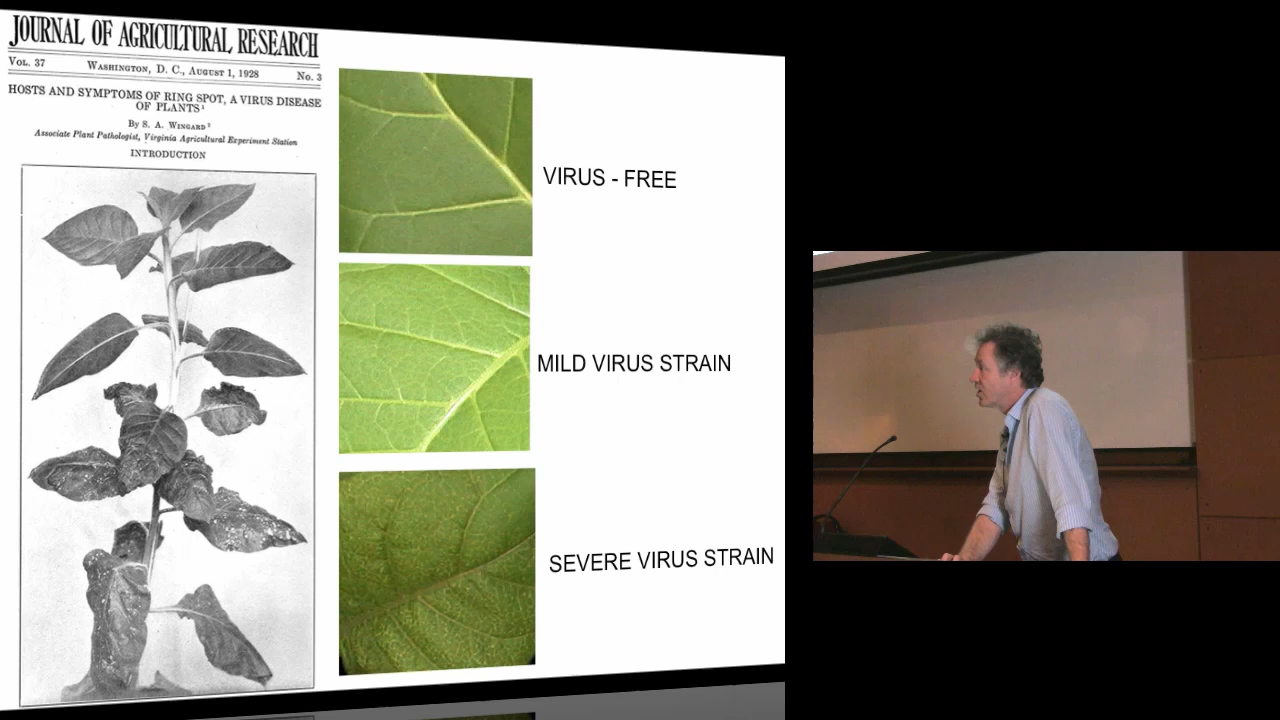 JOURNAL OF AGRICULTURAL RESEARCH
VOL. 37 WASHINGTON, D. C., AUGUST 1, 1928 No. 3
HOSTS AND SYMPTOMS OF RING SPOT, A VIRUS DISEASE
OF PLANTS¹
By S. A. WINGARD²
Associate Plant Pathologist, Virginia Agricultural Experiment Station
INTRODUCTION
VIRUS - FREE
MILD VIRUS STRAIN
SEVERE VIRUS STRAIN